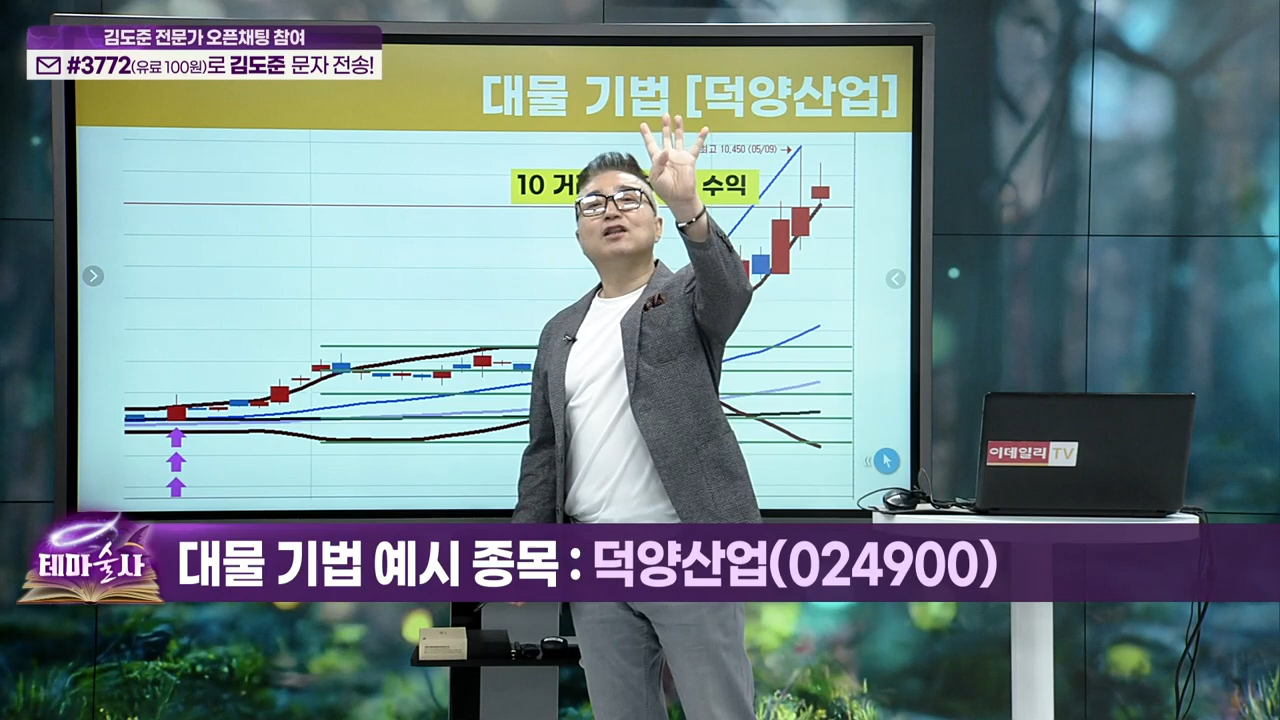 김도준 전문가 오픈채팅 참여
#3772(유료 100원)로 김도준 문자 전송!
대물 기법 [덕양산업]
최고 10,450 (05/09)
10 거 수익
이데일리 TV
테마술사
대물 기법 예시 종목 : 덕양산업(024900)